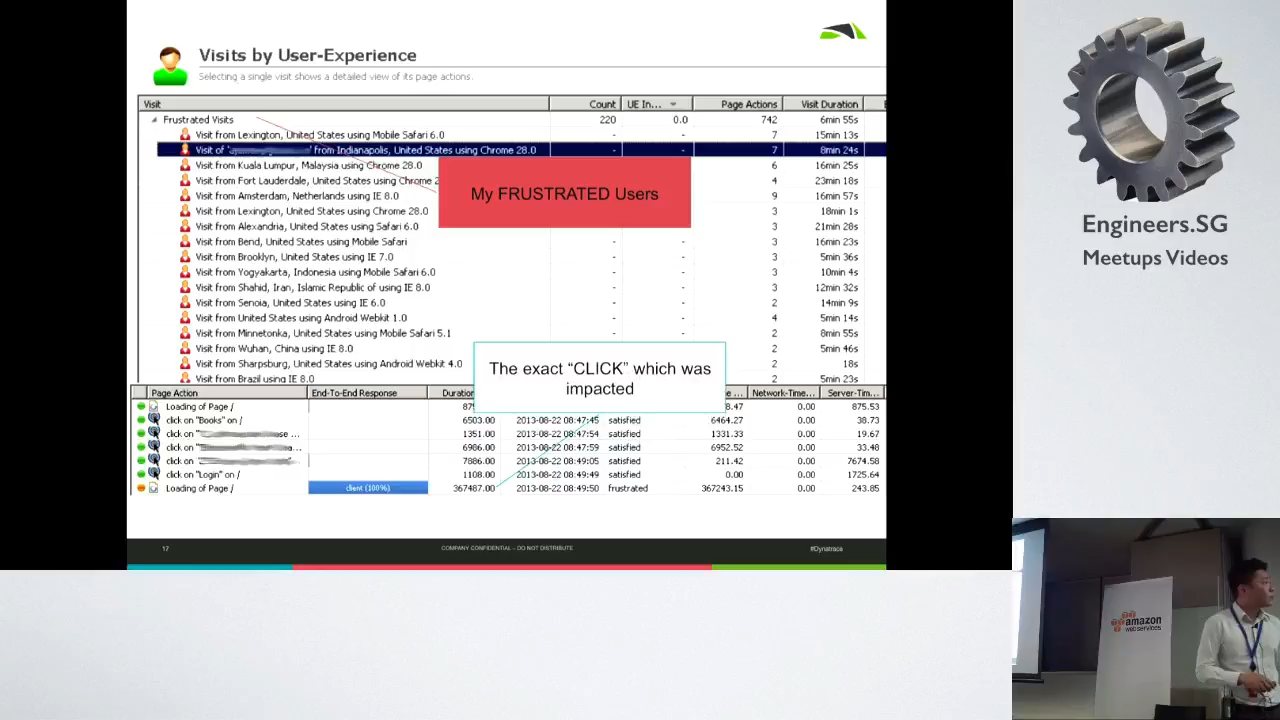 Visits by User-Experience
Selecting a single visit shows a detailed view of its page actions.
Visit Count UE In... Page Actions Visit Duration
Frustrated Visits 220 0.0 742 6min 55s
Visit from Lexington, United States using Mobile Safari 6.0 - - 7 15min 13s
Visit of " from Indianapolis, United States using Chrome 28.0 - - 7 8min 24s
Visit from Kuala Lumpur, Malaysia using Chrome 28.0 6 16min 25s
Visit from Fort Lauderdale, United States using Chrome 2 4 23min 18s
Visit from Amsterdam, Netherlands using IE 8.0 9 16min 57s
Visit from Lexington, United States using Chrome 28.0 3 18min 1s
Visit from Alexandria, United States using Safari 6.0 - - 3 21min 28s
Visit from Bend, United States using Mobile Safari - - 3 16min 23s
Visit from Brooklyn, United States using IE 7.0 - - 3 5min 36s
Visit from Yogyakarta, Indonesia using Mobile Safari 6.0 - - 3 10min 4s
Visit from Shahid, Iran, Islamic Republic of using IE 8.0 - - 3 12min 32s
Visit from Senoia, United States using IE 6.0 - - 2 14min 9s
Visit from United States using Android Webkit 1.0 - - 4 5min 14s
Visit from Minnetonka, United States using Mobile Safari 5.1 - - 2 8min 55s
Visit from Wuhan, China using IE 8.0 2 5min 46s
Visit from Sharpsburg, United States using Android Webkit 4.0 2 18s
Visit from Brazil using IE 8.0 2 5min 23s
My FRUSTRATED Users
The exact “CLICK” which was
impacted
Page Action End-To-End Response Duration Network-Time... Server-Tim...
Loading of Page / 0.00 875.53
click on "Books" on / 6503.00 2013-08-22 08:47:45 satisfied 6464.27 0.00 38.73
click on " 1351.00 2013-08-22 08:47:54 satisfied 1331.33 0.00 19.67
click on " 6986.00 2013-08-22 08:47:59 satisfied 6952.52 0.00 33.48
click on " 7886.00 2013-08-22 08:49:05 satisfied 211.42 0.00 7674.58
click on "Login" on / 1108.00 2013-08-22 08:49:49 satisfied 0.00 0.00 1725.64
Loading of Page / client (100%) 367487.00 2013-08-22 08:49:50 frustrated 367243.15 0.00 243.85
17 COMPANY CONFIDENTIAL – DO NOT DISTRIBUTE #Dynatrace
Engineers.SG
Meetups Videos
amazon
web services